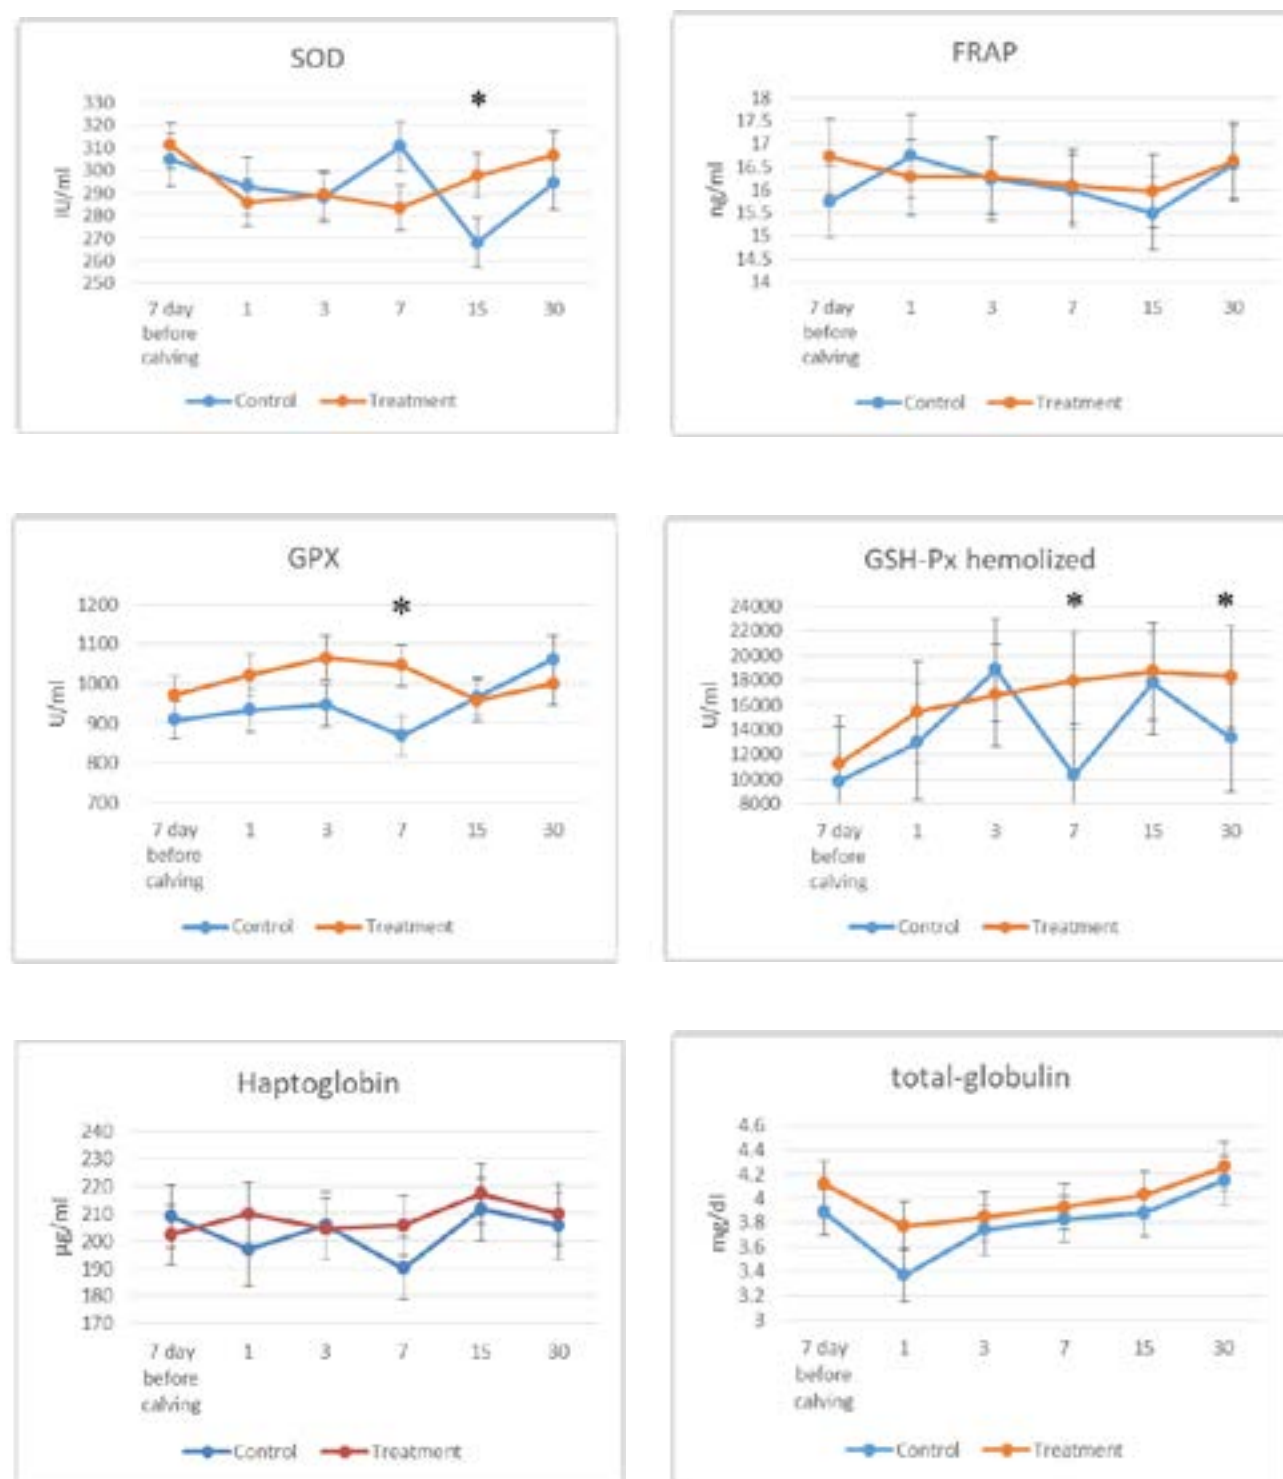 SOD
*
330
320
310
300
290
280
270
260
250
IU/ml
7 day
before
calving
1
3
7
15
30
Control
Treatment
FRAP
18
17.5
17
16.5
16
15.5
15
14.5
14
ng/ml
7 day
before
calving
1
3
7
15
30
Control
Treatment
GPX
*
1200
1100
1000
900
800
700
U/ml
7 day
before
calving
1
3
7
15
30
Control
Treatment
GSH-Px hemolized
*
*
24000
22000
20000
18000
16000
14000
12000
10000
8000
U/ml
7 day
before
calving
1
3
7
15
30
Control
Treatment
Haptoglobin
240
230
220
210
200
190
180
170
µg/ml
7 day
before
calving
1
3
7
15
30
Control
Treatment
total-globulin
4.6
4.4
4.2
4
3.8
3.6
3.4
3.2
3
mg/dl
7 day
before
calving
1
3
7
15
30
Control
Treatment